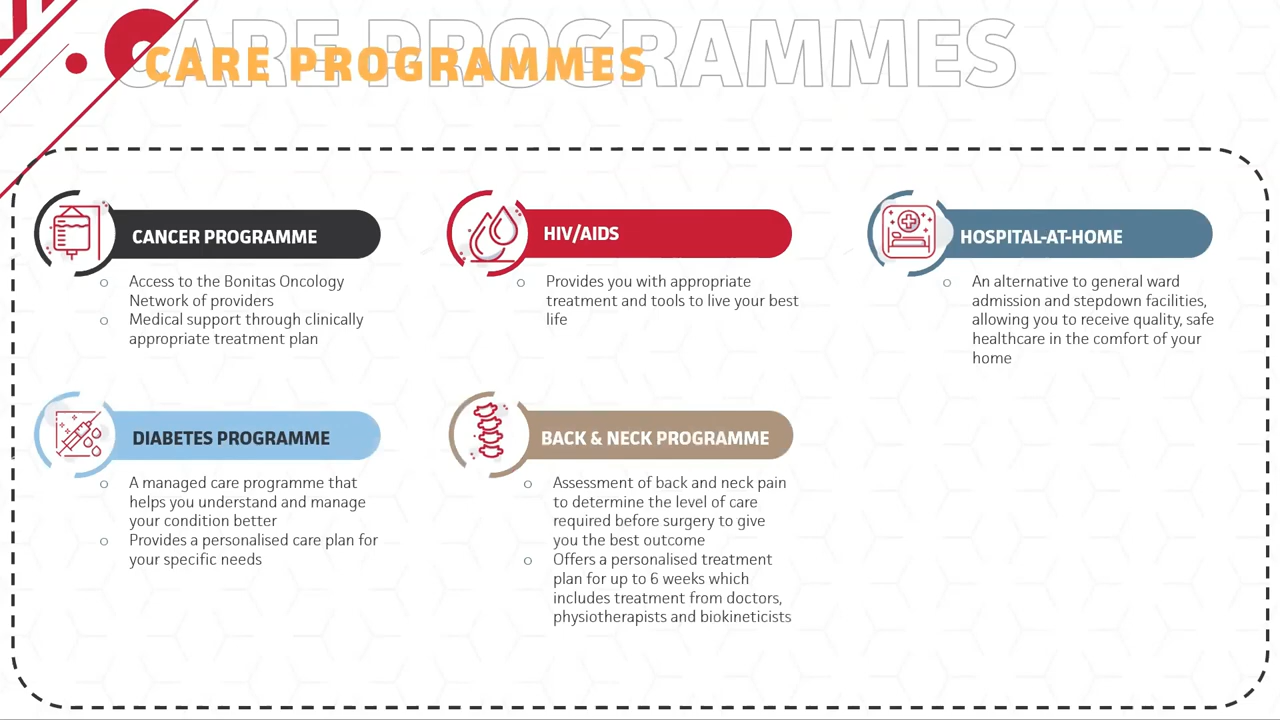 CARE PROGRAMMES
CARE PROGRAMMES
CANCER PROGRAMME
o Access to the Bonitas Oncology
Network of providers
o Medical support through clinically
appropriate treatment plan
HIV/AIDS
o Provides you with appropriate
treatment and tools to live your best
life
HOSPITAL-AT-HOME
o An alternative to general ward
admission and stepdown facilities,
allowing you to receive quality, safe
healthcare in the comfort of your
home
DIABETES PROGRAMME
o A managed care programme that
helps you understand and manage
your condition better
o Provides a personalised care plan for
your specific needs
BACK & NECK PROGRAMME
o Assessment of back and neck pain
to determine the level of care
required before surgery to give
you the best outcome
o Offers a personalised treatment
plan for up to 6 weeks which
includes treatment from doctors,
physiotherapists and biokineticists